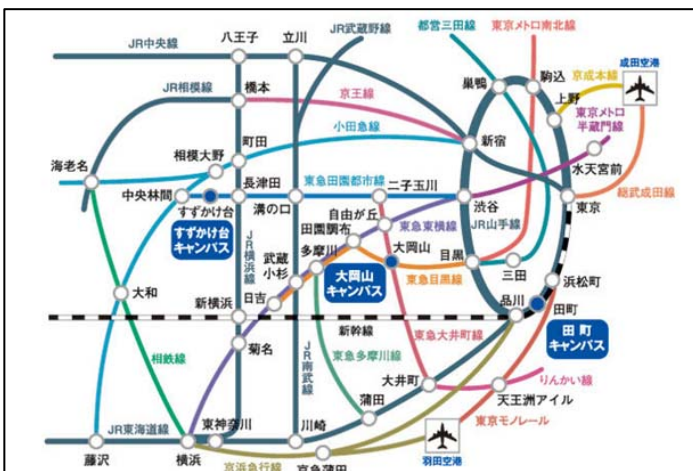 JR中央線
八王子
立川
JR武蔵野線
都営三田線
東京メトロ南北線
成田空港
巣鴨
駒込
京成本線
上野
JR相模線
橋本
京王線
東京メトロ
半蔵門線
小田急線
新宿
町田
相模大野
水天宮前
海老名
中央林間
すずかけ台
長津田
溝の口
東急田園都市線
二子玉川
渋谷
東京
総武成田線
すずかけ台
キャンパス
自由が丘
東急東横線
JR山手線
田園調布
多摩川
大岡山
目黒
三田
浜松町
JR横浜線
武蔵
小杉
大岡山
キャンパス
東急目黒線
大和
新横浜
日吉
品川
田町
新幹線
田町
キャンパス
相鉄線
菊名
JR南武線
東急多摩川線
東急大井町線
大井町
りんかい線
天王洲アイル
蒲田
東京モノレール
JR東海道線
東神奈川
藤沢
横浜
川崎
京浜急行線
京急蒲田
羽田空港